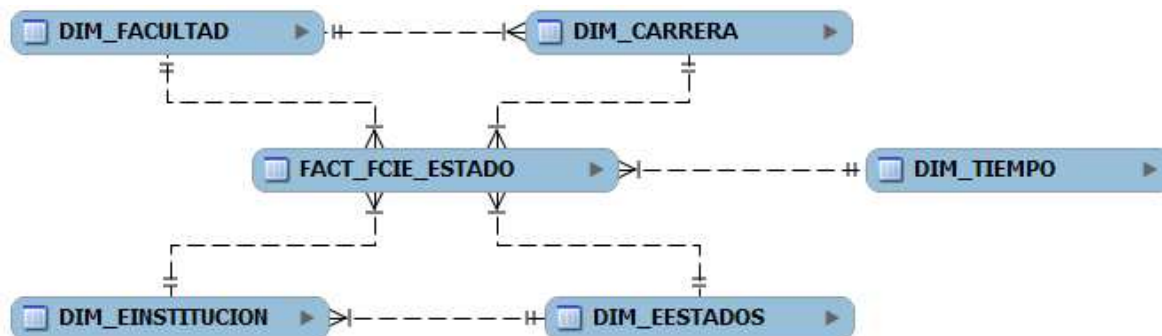 DIM_FACULTAD
DIM_CARRERA
FACT_FCIE_ESTADO
DIM_TIEMPO
DIM_EINSTITUCION
DIM_EESTADOS